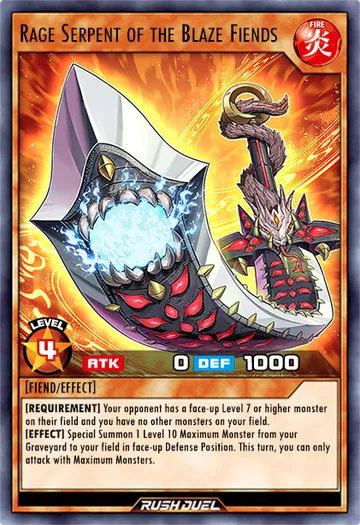 Rage Serpent of the Blaze Fiends
FIRE
炎
LEVEL
4
ATK 0 DEF 1000
[FIEND/EFFECT]
[REQUIREMENT] Your opponent has a face-up Level 7 or higher monster
on their field and you have no other monsters on your field.
[EFFECT] Special Summon 1 Level 10 Maximum Monster from your
Graveyard to your field in face-up Defense Position. This turn, you can only
attack with Maximum Monsters.
RUSH DUEL